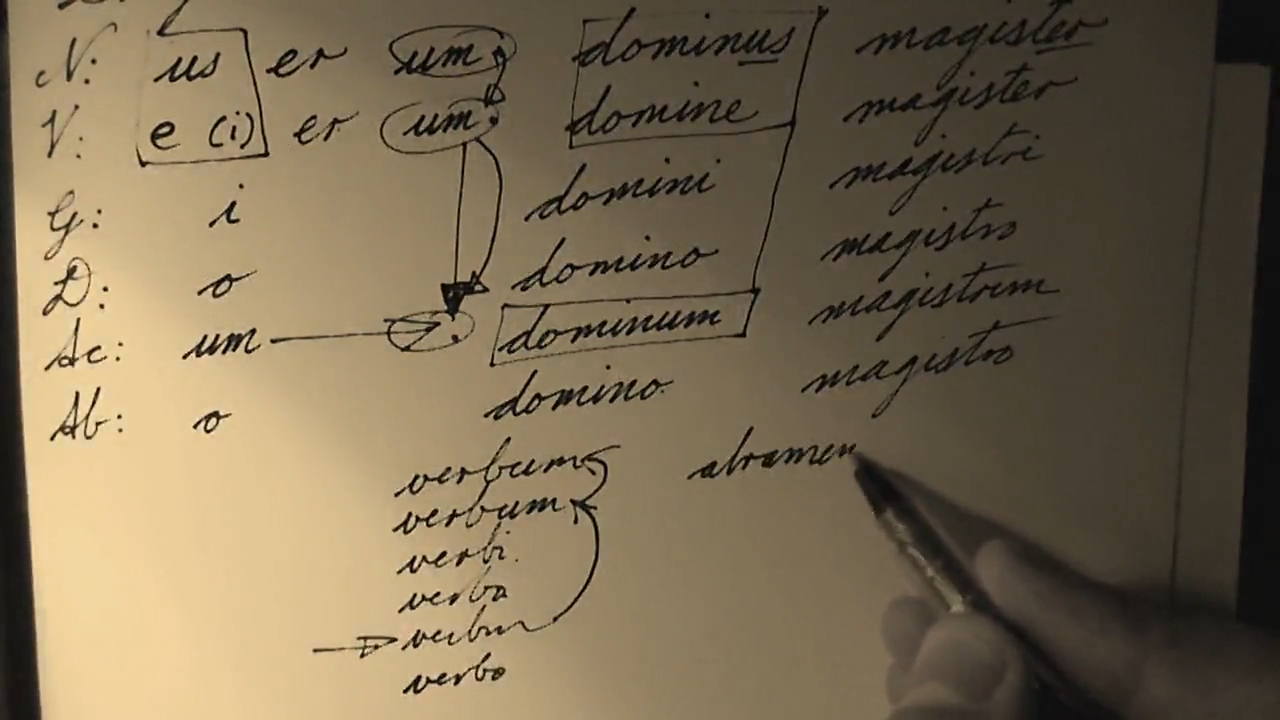 N: us er um dominus magister
V: e (i) er um domine magister
G: i domini magistri
D: o domino magistro
Ac: um dominum magistrum
Ab: o domino magistro
verbum atramen
verbum
verbi
verbo
verbum
verbo